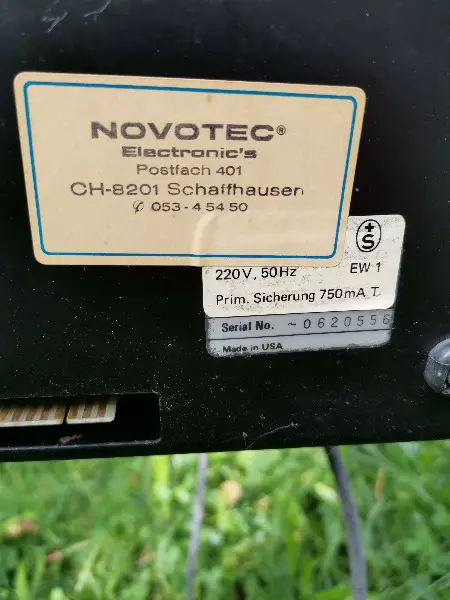 NOVOTEC®
Electronic's
Postfach 401
CH-8201 Schaffhausen
✆ 053-4 54 50
+S
220V, 50Hz EW 1
Prim. Sicherung 750mA T.
Serial No. ~0620556
Made in USA